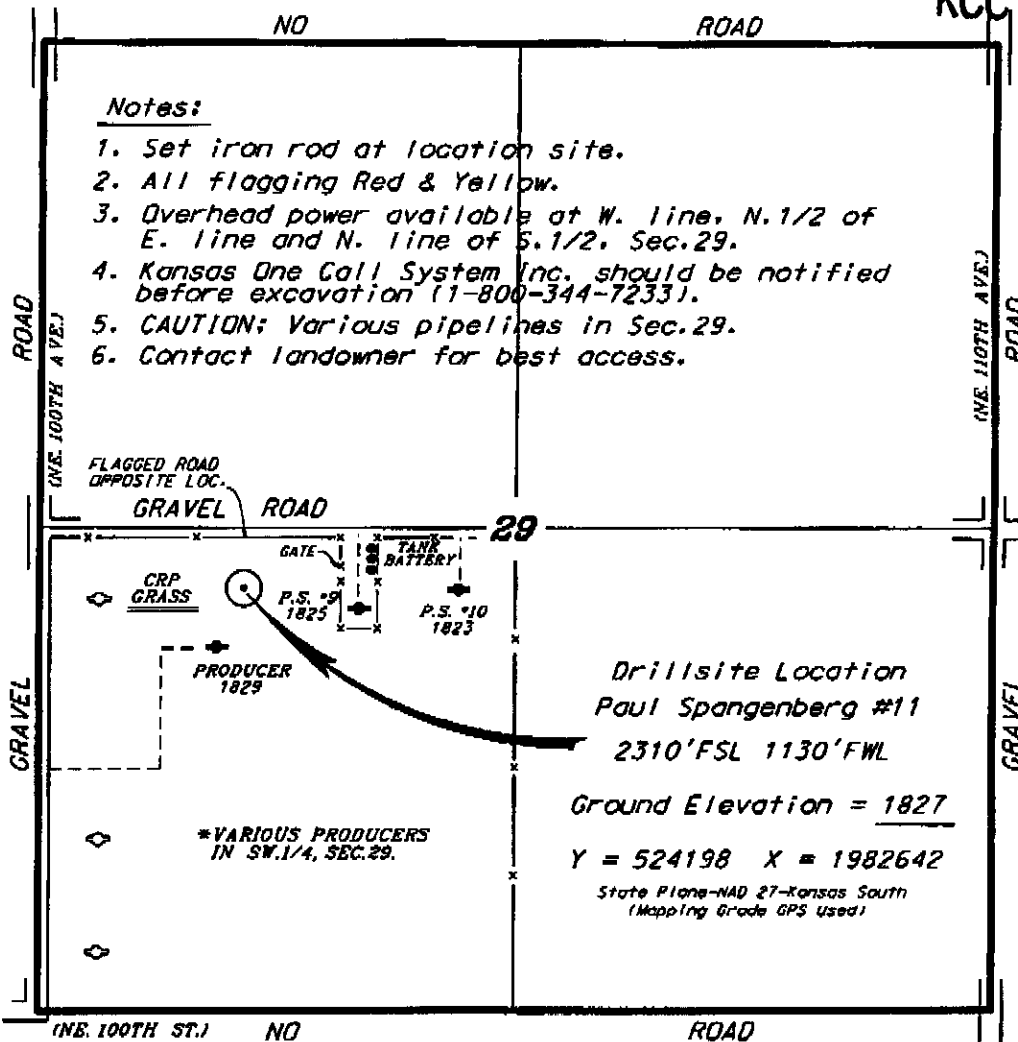 KCC
NO ROAD
Notes:
1. Set iron rod at location site.
2. All flagging Red & Yellow.
3. Overhead power available at W. line, N.1/2 of
E. line and N. line of S.1/2, Sec.29.
4. Kansas One Call System Inc. should be notified
before excavation (1-800-344-7233).
5. CAUTION: Various pipelines in Sec.29.
6. Contact landowner for best access.
ROAD
(NE. 100TH AVE.)
(NE. 110TH AVE.)
ROAD
FLAGGED ROAD
OPPOSITE LOC.
GRAVEL ROAD
29
GATE
TANK
BATTERY
CRP
GRASS
P.S. #9
1825
P.S. #10
1823
PRODUCER
1829
GRAVEL
GRAVEL
Drillsite Location
Paul Spangenberg #11
2310'FSL 1130'FWL
Ground Elevation = 1827
*VARIOUS PRODUCERS
IN SW.1/4, SEC.29.
Y = 524198 X = 1982642
State Plane-NAD 27-Kansas South
(Mapping Grade GPS used)
(NE. 100TH ST.) NO ROAD